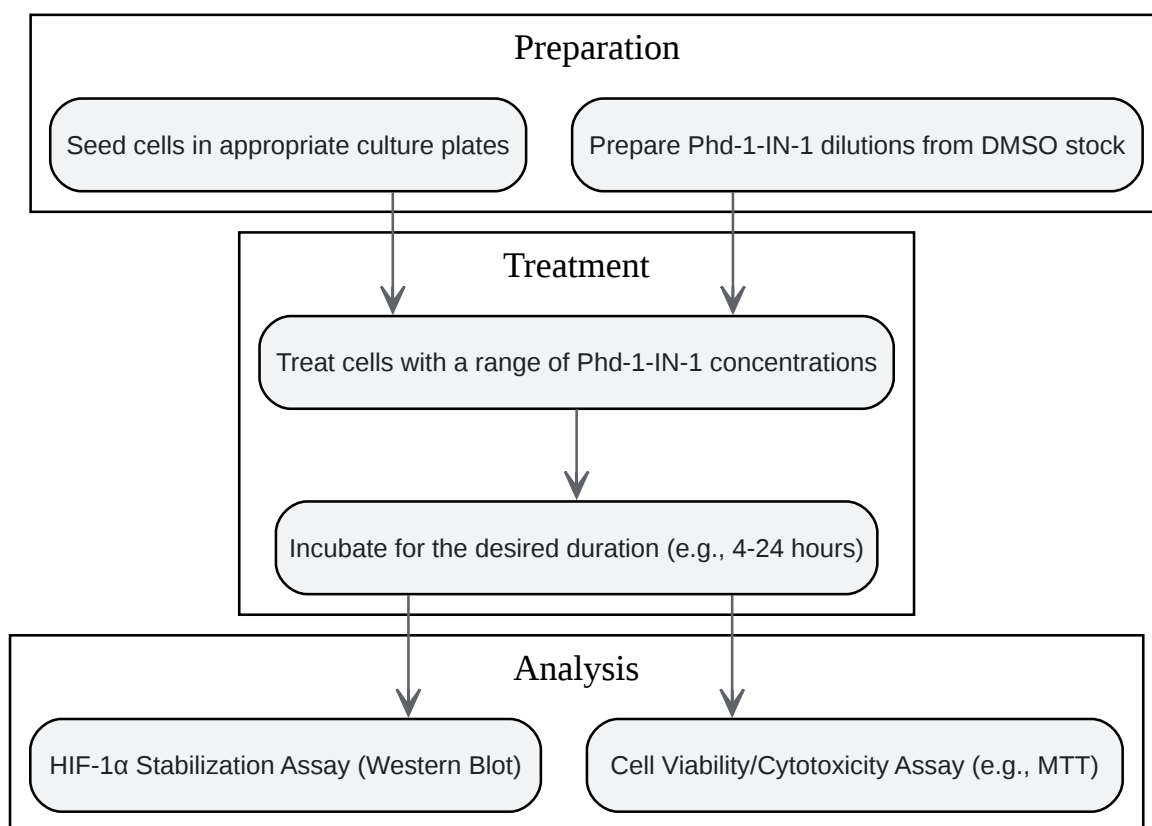 Preparation
Seed cells in appropriate culture plates
Prepare Phd-1-IN-1 dilutions from DMSO stock
Treatment
Treat cells with a range of Phd-1-IN-1 concentrations
Incubate for the desired duration (e.g., 4-24 hours)
Analysis
HIF-1α Stabilization Assay (Western Blot)
Cell Viability/Cytotoxicity Assay (e.g., MTT)